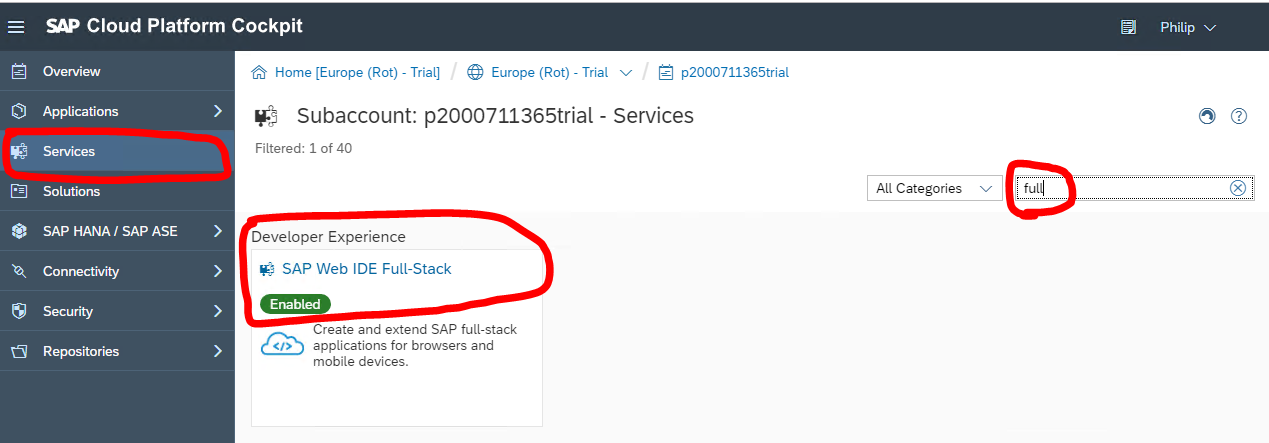 SAP Cloud Platform Cockpit
Philip
Overview
Applications
Services
Solutions
SAP HANA / SAP ASE
Connectivity
Security
Repositories
Home [Europe (Rot) - Trial] / Europe (Rot) - Trial / p2000711365trial
Subaccount: p2000711365trial - Services
Filtered: 1 of 40
All Categories
full
Developer Experience
SAP Web IDE Full-Stack
Enabled
Create and extend SAP full-stack
applications for browsers and
mobile devices.